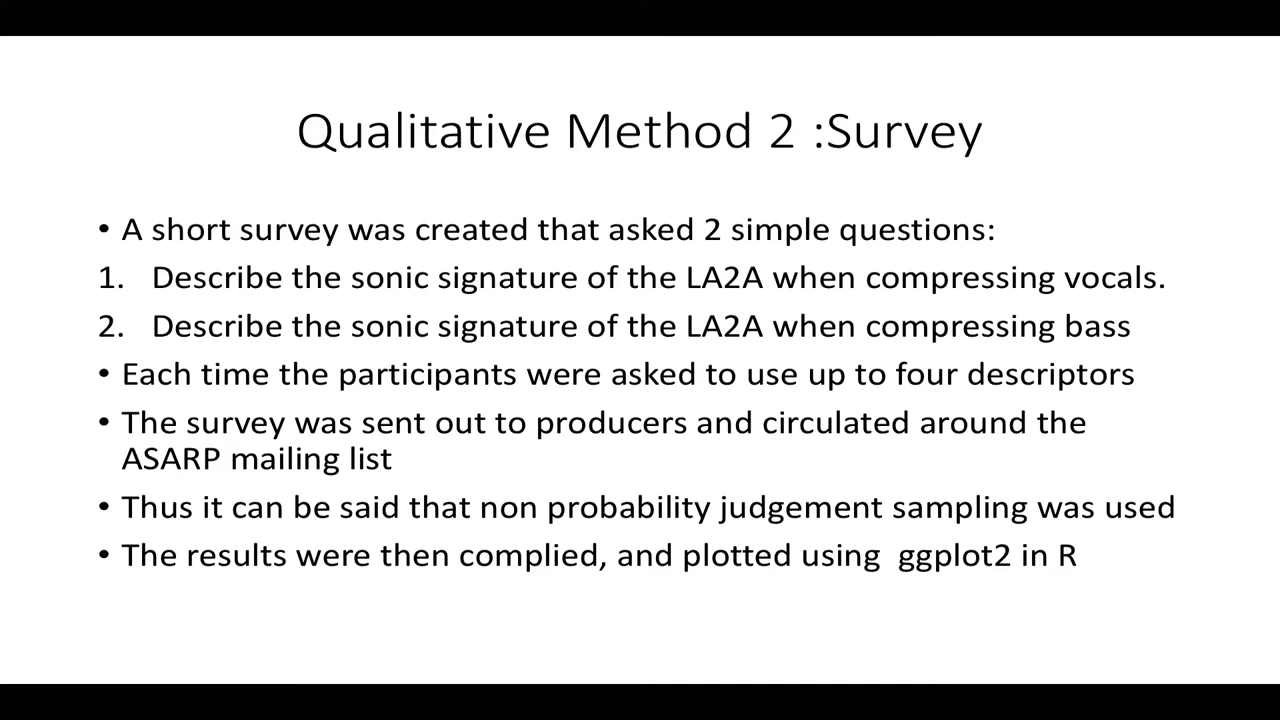 Qualitative Method 2 :Survey
• A short survey was created that asked 2 simple questions:
1. Describe the sonic signature of the LA2A when compressing vocals.
2. Describe the sonic signature of the LA2A when compressing bass
• Each time the participants were asked to use up to four descriptors
• The survey was sent out to producers and circulated around the
ASARP mailing list
• Thus it can be said that non probability judgement sampling was used
• The results were then complied, and plotted using  ggplot2 in R